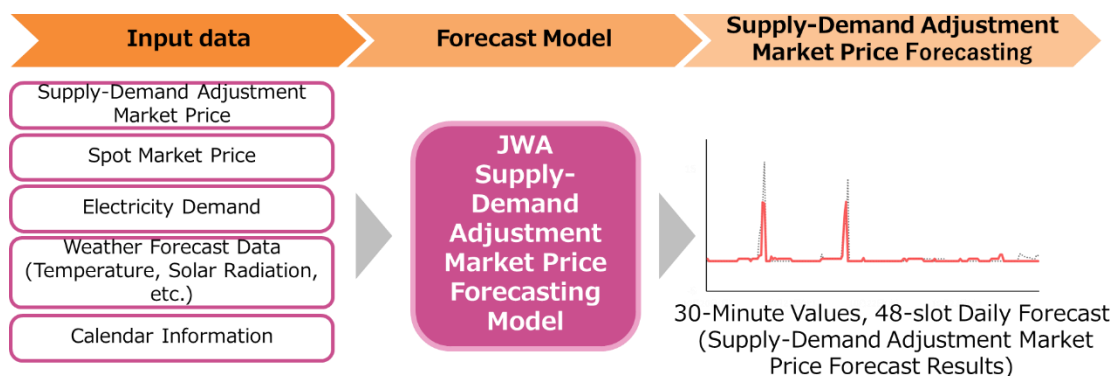 Input data
Forecast Model
Supply-Demand Adjustment
Market Price Forecasting
Supply-Demand Adjustment
Market Price
Spot Market Price
Electricity Demand
Weather Forecast Data
(Temperature, Solar Radiation,
etc.)
Calendar Information
JWA
Supply-
Demand
Adjustment
Market Price
Forecasting
Model
30-Minute Values, 48-slot Daily Forecast
(Supply-Demand Adjustment Market
Price Forecast Results)